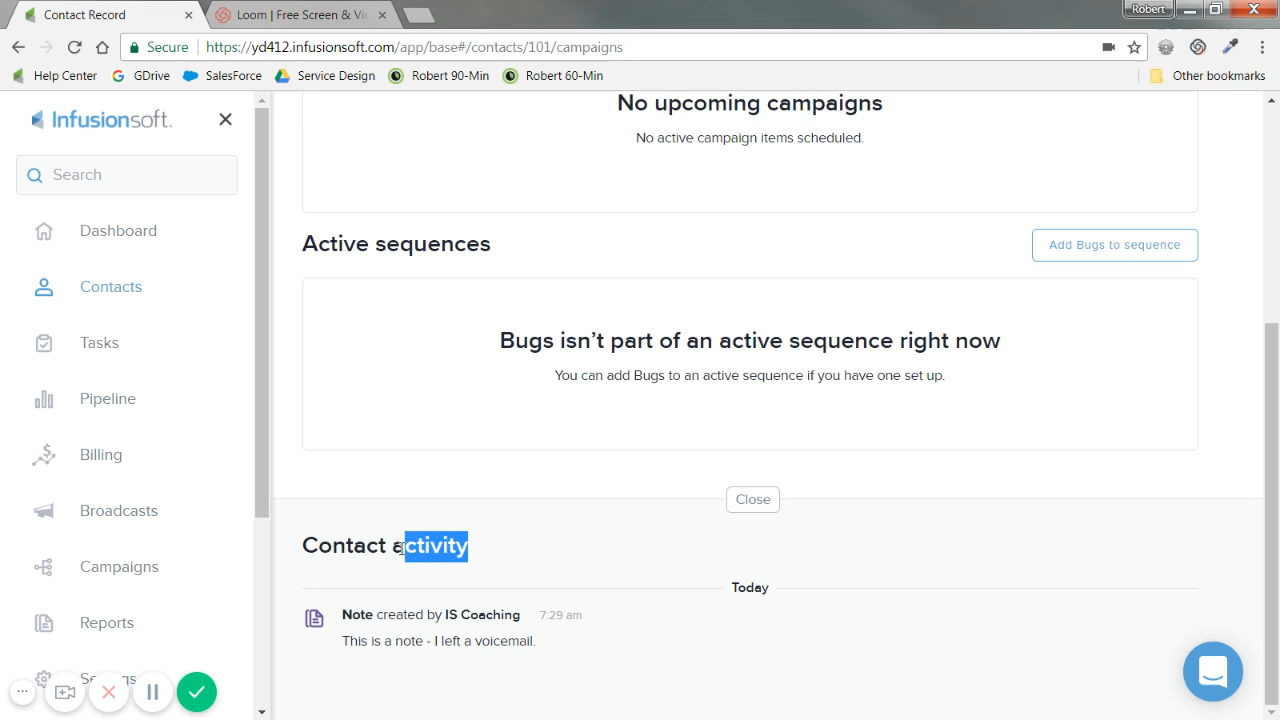 Contact Record
Loom | Free Screen & Vi
Robert
Secure
https://yd412.infusionsoft.com/app/base#/contacts/101/campaigns
Help Center
GDrive
SalesForce
Service Design
Robert 90-Min
Robert 60-Min
Other bookmarks
Infusionsoft.
Search
Dashboard
Contacts
Tasks
Pipeline
Billing
Broadcasts
Campaigns
Reports
No upcoming campaigns
No active campaign items scheduled.
Active sequences
Add Bugs to sequence
Bugs isn't part of an active sequence right now
You can add Bugs to an active sequence if you have one set up.
Close
Contact activity
Today
Note created by IS Coaching 7:29 am
This is a note - I left a voicemail.